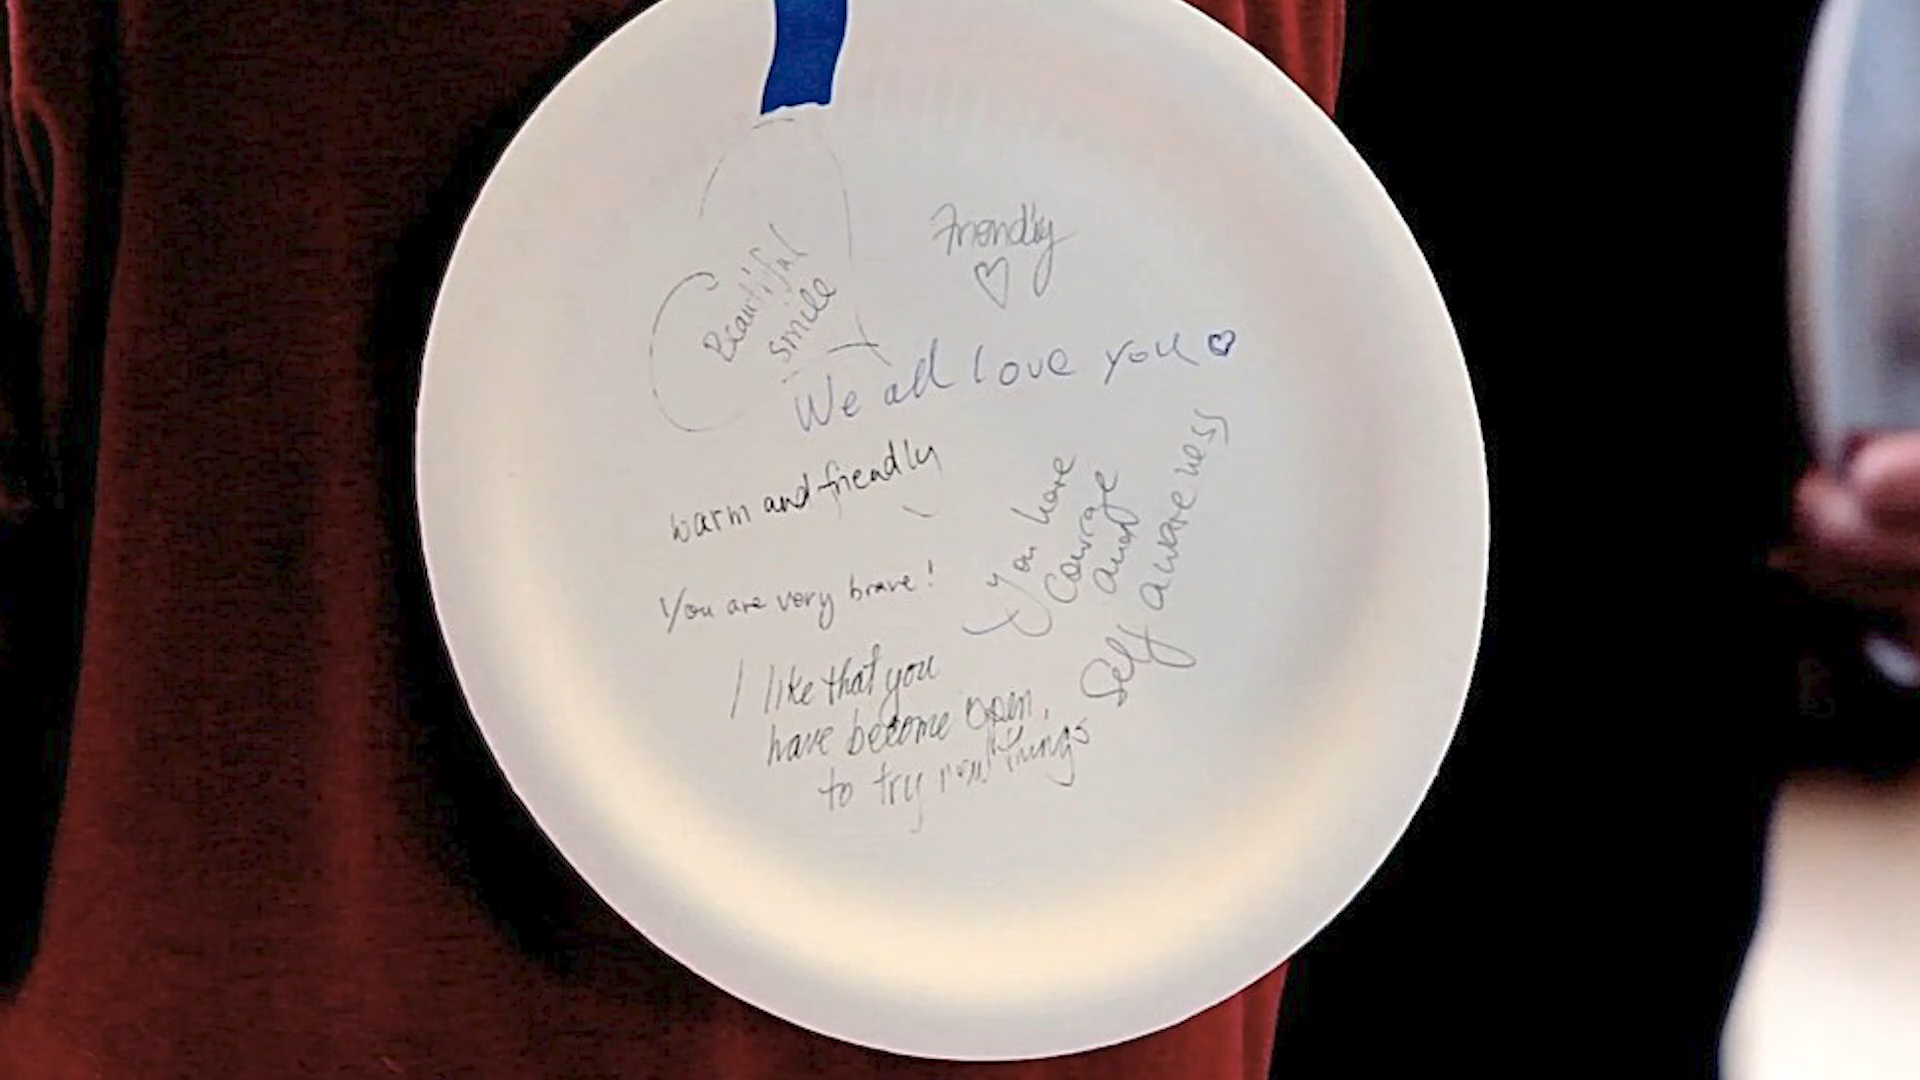 Beautiful
smile
Friendly
We all love you
warm and friendly
You have
Courage
and
Self awareness
You are very brave!
I like that you
have become open,
to try new things